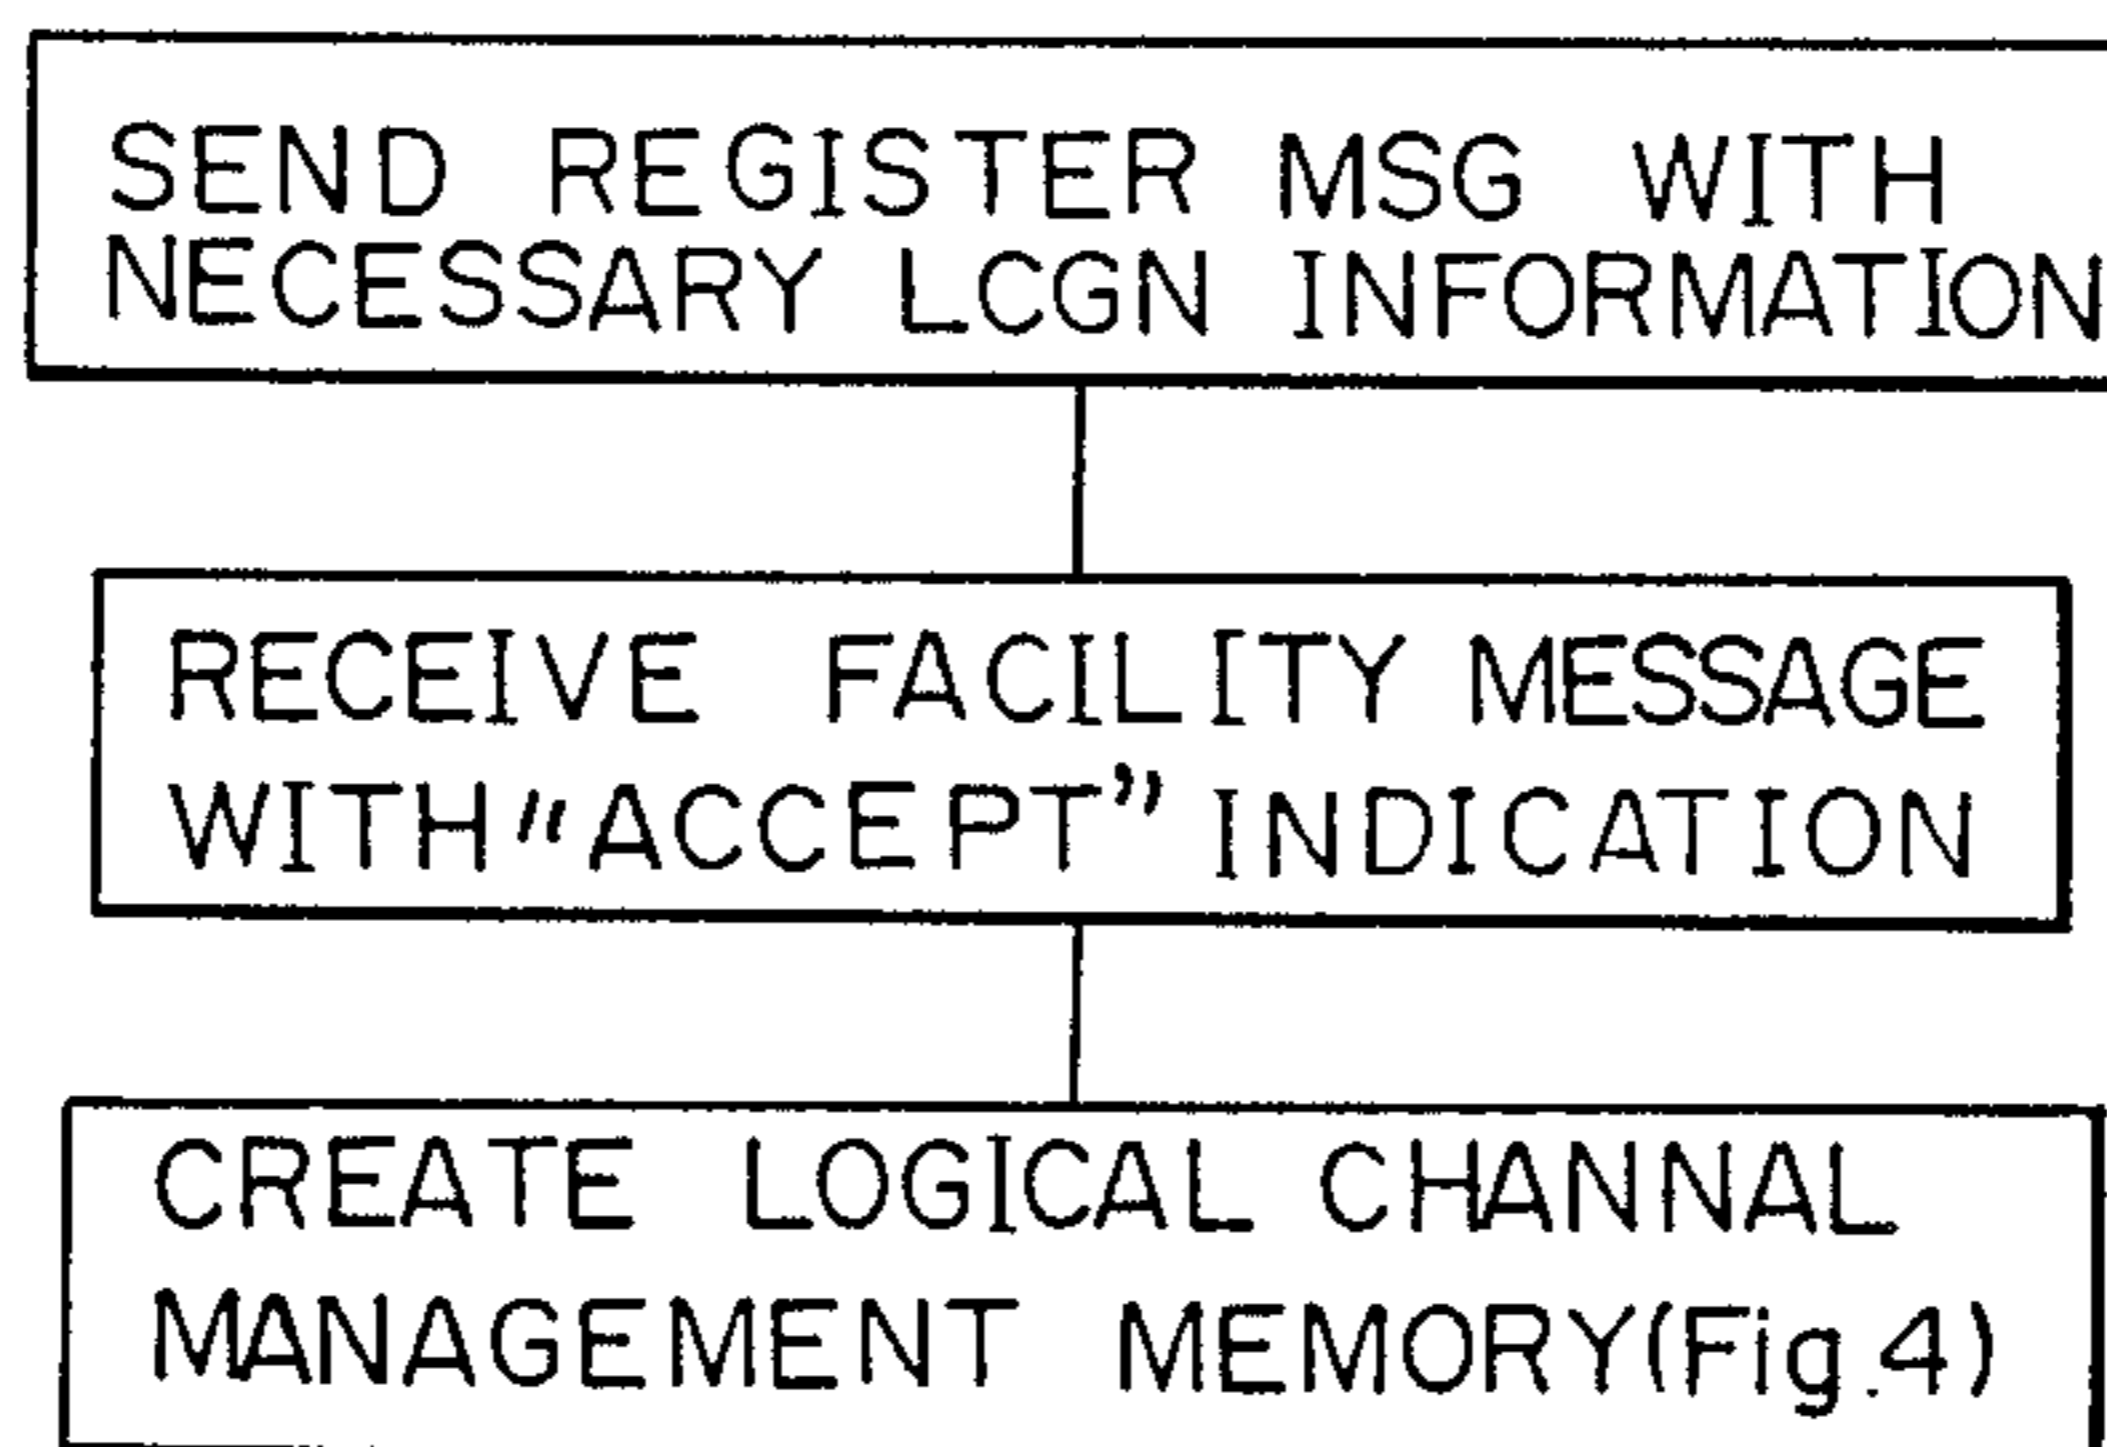 SEND REGISTER MSG WITH
NECESSARY LCGN INFORMATION
RECEIVE FACILITY MESSAGE
WITH "ACCEPT" INDICATION
CREATE LOGICAL CHANNAL
MANAGEMENT MEMORY(Fig.4)